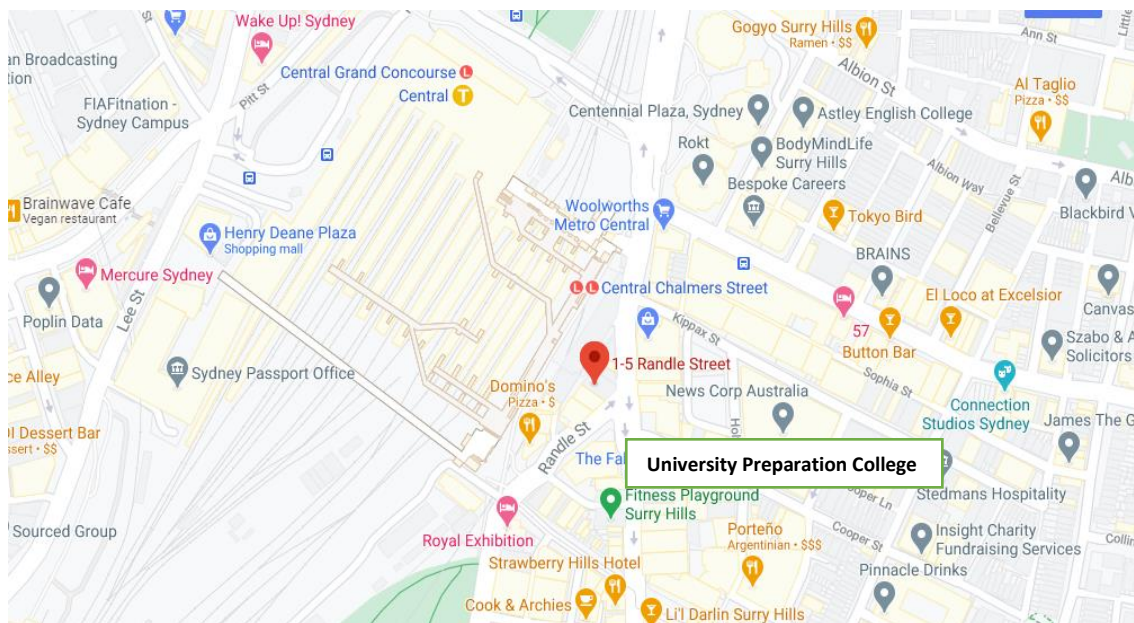 Wake Up! Sydney
Gogyo Surry Hills
Ramen • $$
Ann St
Little
an Broadcasting
tion
Central Grand Concourse L
Central T
Pitt St
Albion St
Al Taglio
Pizza • $$
FIAFitnation -
Sydney Campus
Centennial Plaza, Sydney
Astley English College
Rokt
BodyMindLife
Surry Hills
Albion Way
Bellevue St
Alb
Bespoke Careers
Brainwave Cafe
Vegan restaurant
Woolworths
Metro Central
Tokyo Bird
Blackbird V
Henry Deane Plaza
Shopping mall
BRAINS
Mercure Sydney
L L Central Chalmers Street
El Loco at Excelsior
Canvas
Poplin Data
Lee St
Kippax St
57
Button Bar
Szabo & A
Solicitors
1-5 Randle Street
Sydney Passport Office
Sophia St
ce Alley
Domino's
Pizza • $
News Corp Australia
Connection
Studios Sydney
James The G
DI Dessert Bar
ssert • $$
Randle St
Hol
The Fal
University Preparation College
Fitness Playground
Surry Hills
Cooper Ln
Stedmans Hospitality
Sourced Group
Royal Exhibition
Porteño
Argentinian • $$$
Cooper St
Insight Charity
Fundraising Services
Collin
Strawberry Hills Hotel
Pinnacle Drinks
Cook & Archies
Li'l Darlin Surry Hills